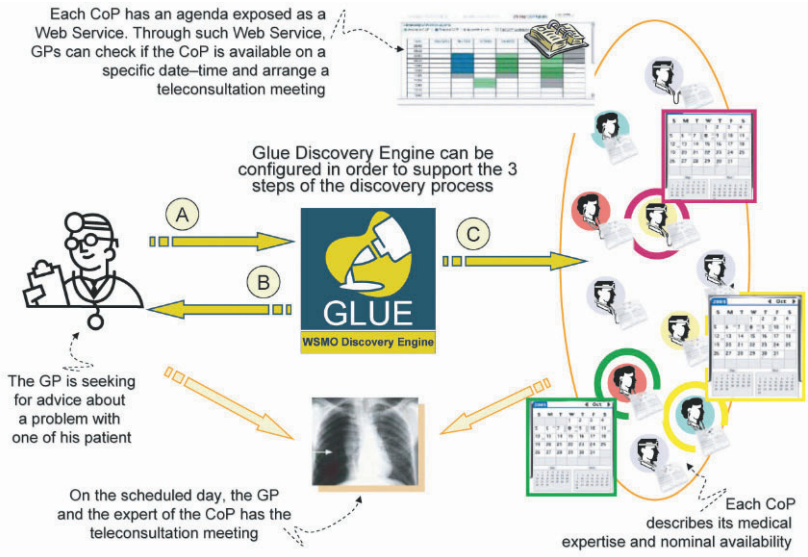 Each CoP has an agenda exposed as a
Web Service. Through such Web Service,
GPs can check if the CoP is available on a
specific date–time and arrange a
teleconsultation meeting
Glue Discovery Engine can be
configured in order to support the 3
steps of the discovery process
A
B
C
GLUE
WSMO Discovery Engine
The GP is seeking
for advice about
a problem with
one of his patient
On the scheduled day, the GP
and the expert of the CoP has the
teleconsultation meeting
S M T W T F S
Oct
S M T W T F S
Oct
S M T W T F S
Each CoP
describes its medical
expertise and nominal availability